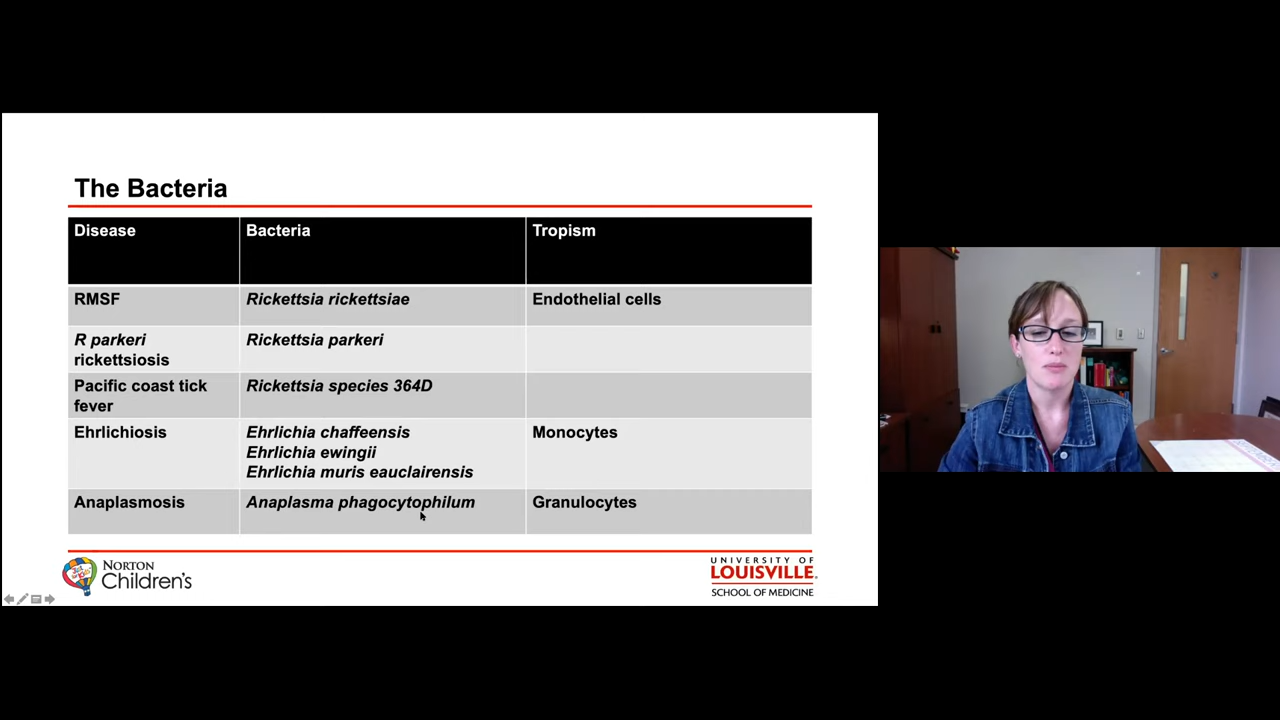 The Bacteria
Disease Bacteria Tropism
RMSF Rickettsia rickettsiae Endothelial cells
R parkeri Rickettsia parkeri
rickettsiosis
Pacific coast tick Rickettsia species 364D
fever
Ehrlichiosis Ehrlichia chaffeensis Monocytes
Ehrlichia ewingii
Ehrlichia muris eauclairensis
Anaplasmosis Anaplasma phagocytophilum Granulocytes
NORTON
Children's
UNIVERSITY OF
LOUISVILLE.
SCHOOL OF MEDICINE